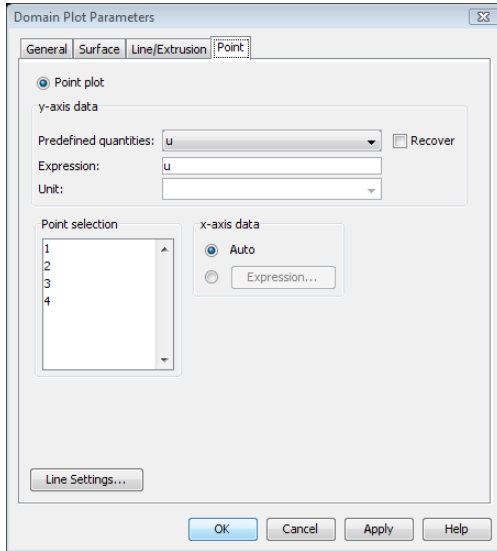 Domain Plot Parameters
General Surface Line/Extrusion Point
Point plot
y-axis data
Predefined quantities: u Recover
Expression: u
Unit:
Point selection x-axis data
1
2
3
4
Auto
Expression...
Line Settings...
OK Cancel Apply Help